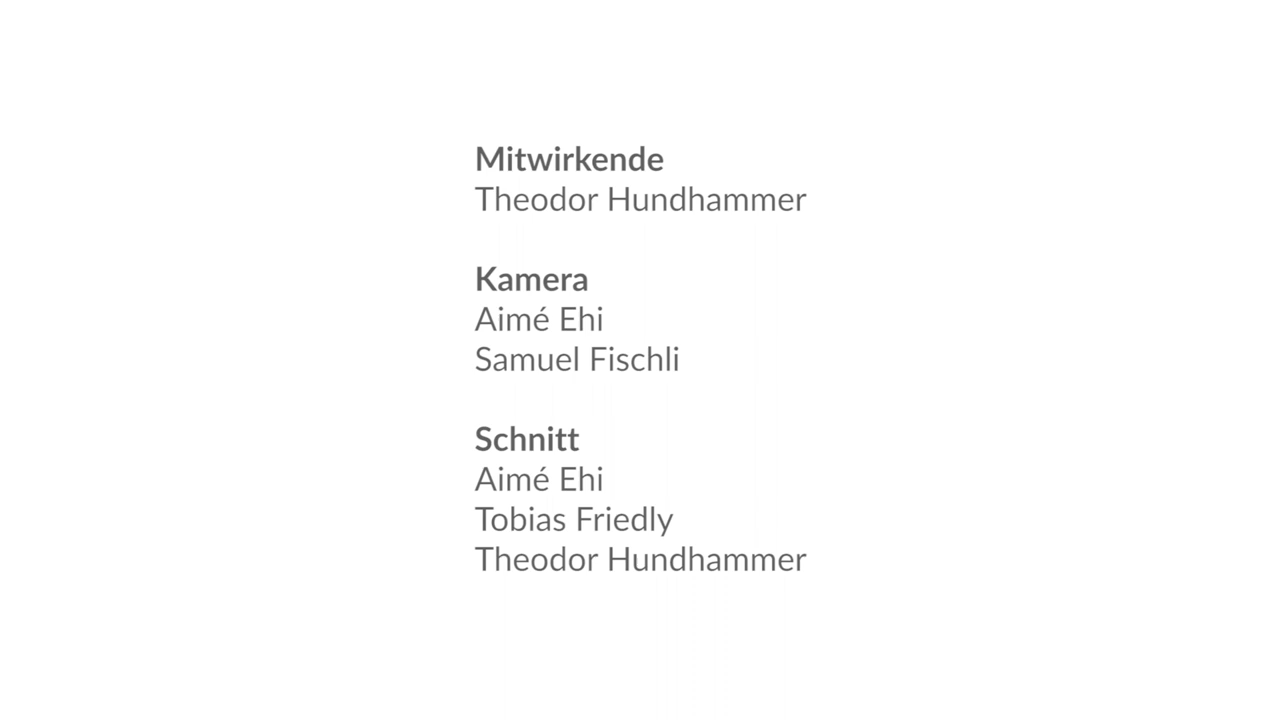 Mitwirkende
Theodor Hundhammer
Kamera
Aimé Ehi
Samuel Fischli
Schnitt
Aimé Ehi
Tobias Friedly
Theodor Hundhammer